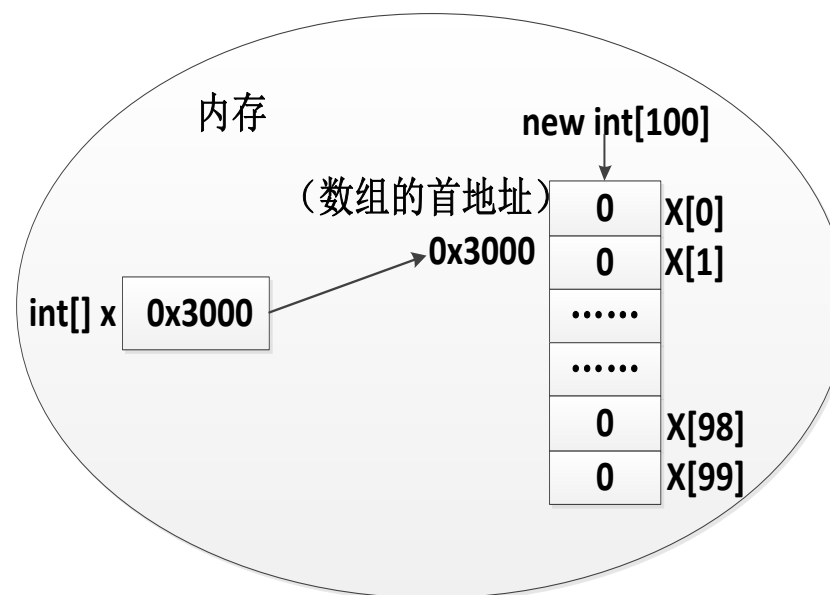 内存
new int[100]
（数组的首地址）
0 X[0]
0x3000
0 X[1]
int[] x 0x3000
······
······
0 X[98]
0 X[99]